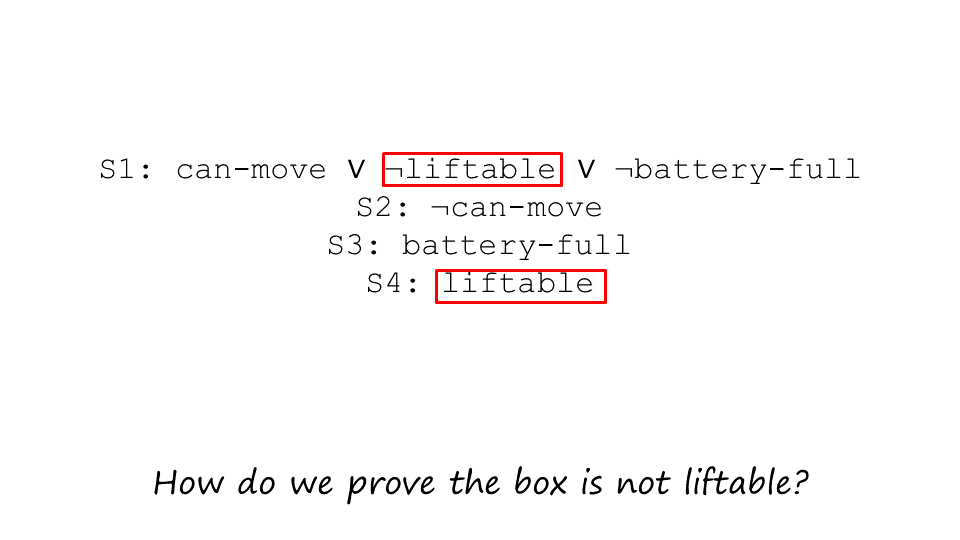 S1: can-move V ¬liftable V ¬battery-full
S2: ¬can-move
S3: battery-full
S4: liftable
How do we prove the box is not liftable?